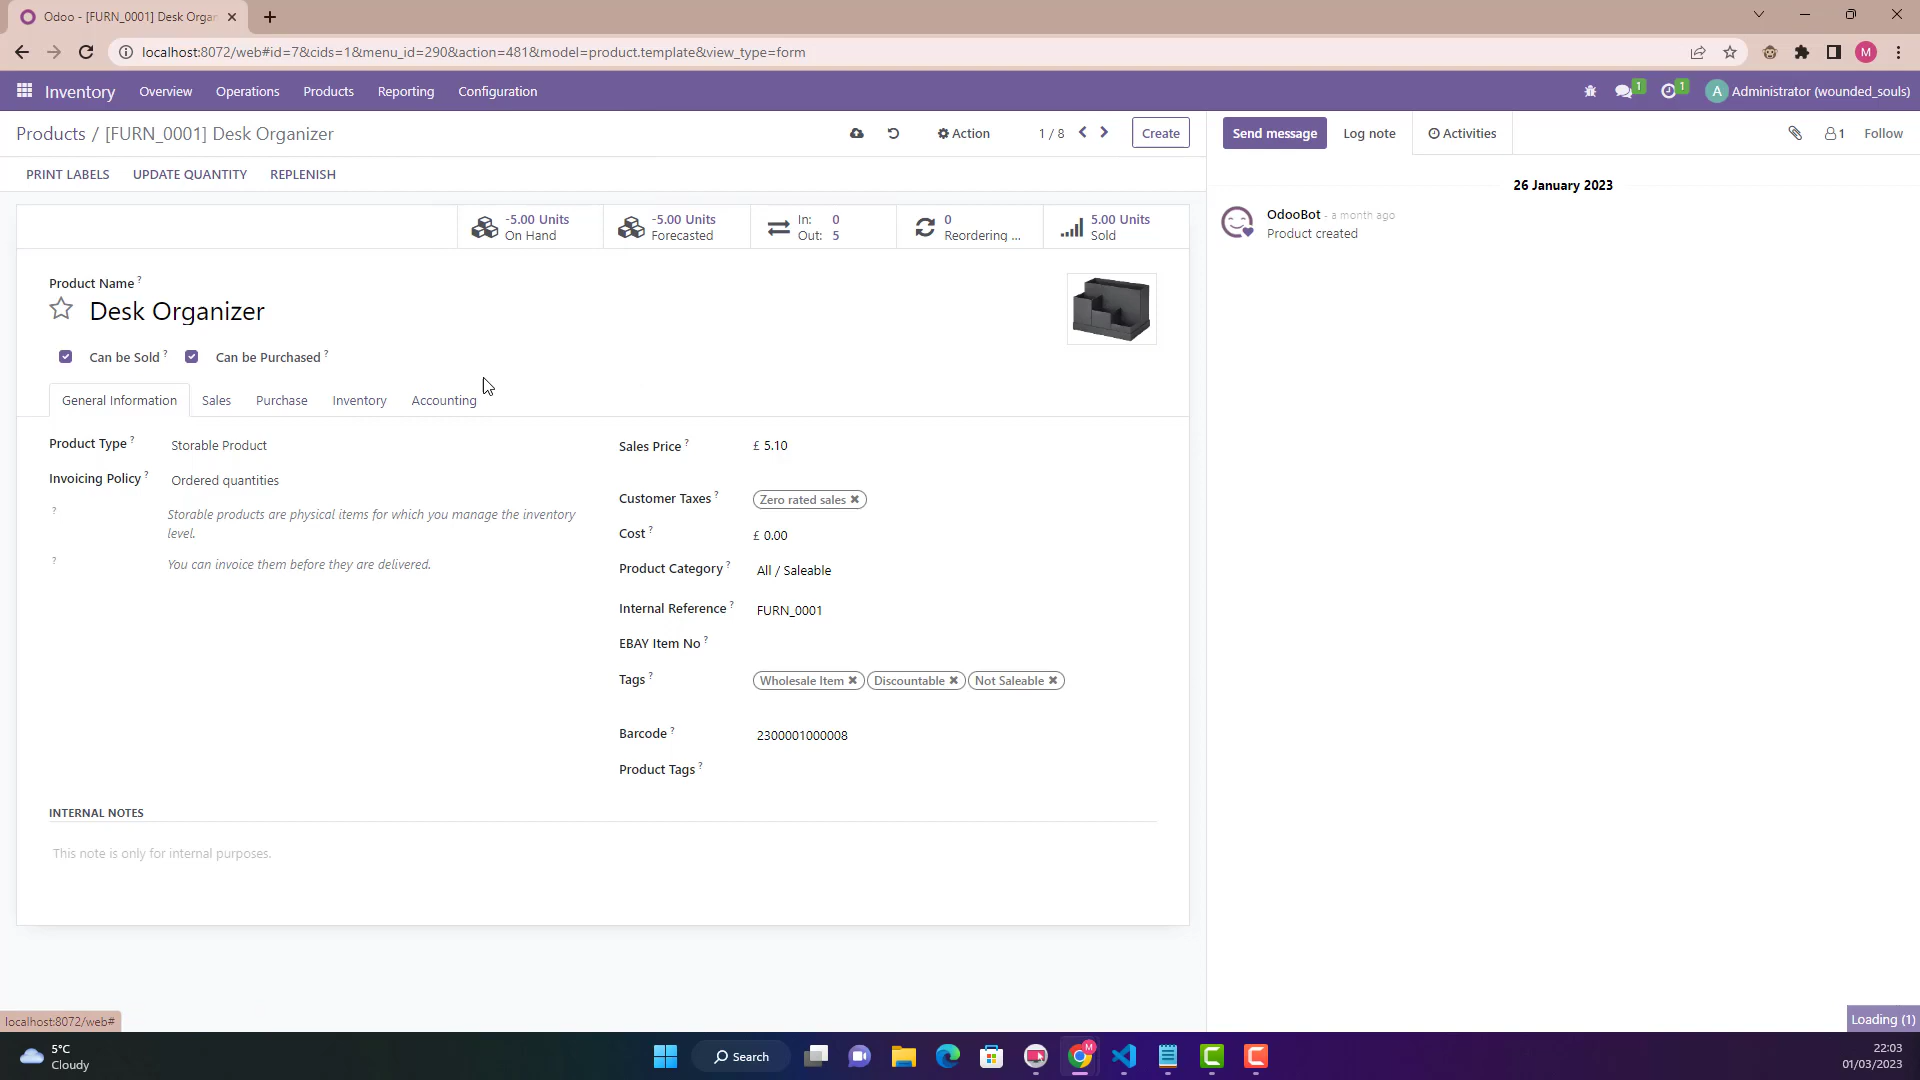 Odoo - [FURN_0001] Desk Organ
localhost:8072/web#id=7&cids=1&menu_id=290&action=481&model=product.template&view_type=form
M
Inventory Overview Operations Products Reporting Configuration
1 1 A Administrator (wounded_souls)
Products / [FURN_0001] Desk Organizer
Action 1 / 8 Create
Send message Log note Activities 1 Follow
PRINT LABELS UPDATE QUANTITY REPLENISH
26 January 2023
-5.00 Units On Hand
-5.00 Units Forecasted
In: 0
Out: 5
0 Reordering ...
5.00 Units Sold
OdooBot - a month ago
Product created
Product Name ?
Desk Organizer
Can be Sold ? Can be Purchased ?
General Information Sales Purchase Inventory Accounting
Product Type ? Storable Product
Invoicing Policy ? Ordered quantities
? Storable products are physical items for which you manage the inventory
level.
? You can invoice them before they are delivered.
Sales Price ? £ 5.10
Customer Taxes ? Zero rated sales
Cost ? £ 0.00
Product Category ? All / Saleable
Internal Reference ? FURN_0001
EBAY Item No ?
Tags ? Wholesale Item Discountable Not Saleable
Barcode ? 2300001000008
Product Tags ?
INTERNAL NOTES
This note is only for internal purposes.
localhost:8072/web#
Loading (1)
5°C
Cloudy
Search
M
22:03
01/03/2023